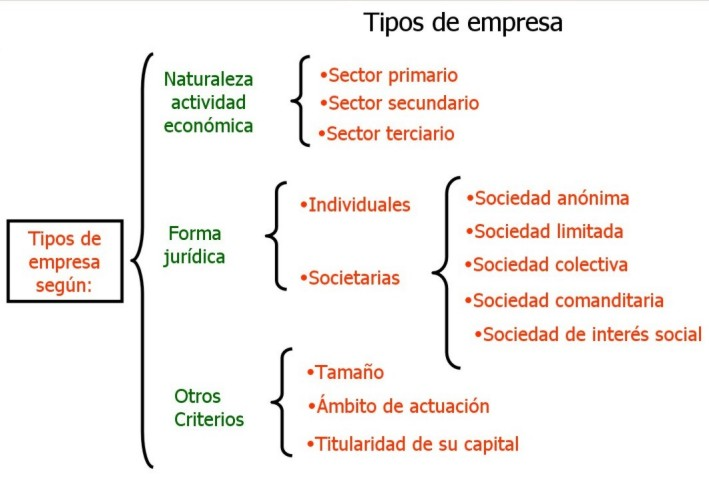 Tipos de empresa
Tipos de
empresa
según:
Naturaleza
actividad
económica
•Sector primario
•Sector secundario
•Sector terciario
Forma
jurídica
•Individuales
•Societarias
•Sociedad anónima
•Sociedad limitada
•Sociedad colectiva
•Sociedad comanditaria
•Sociedad de interés social
Otros
Criterios
•Tamaño
•Ámbito de actuación
•Titularidad de su capital